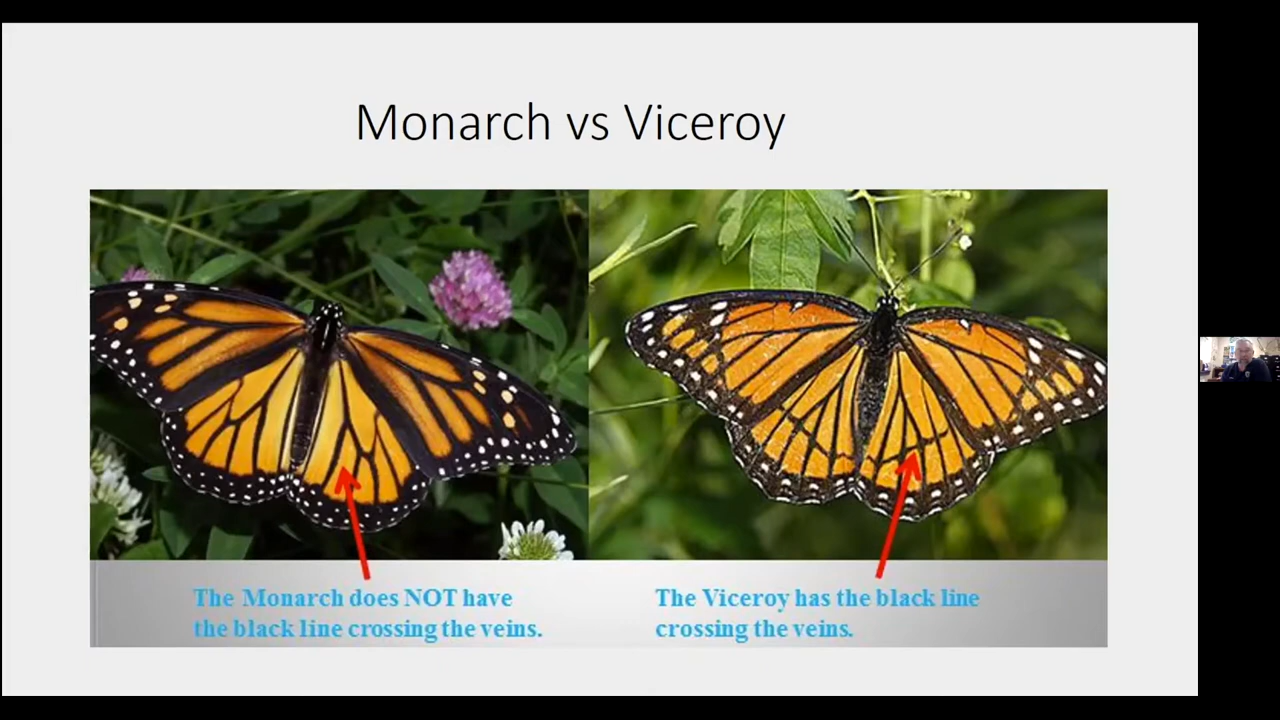 Monarch vs Viceroy
The Monarch does NOT have
the black line crossing the veins.
The Viceroy has the black line
crossing the veins.